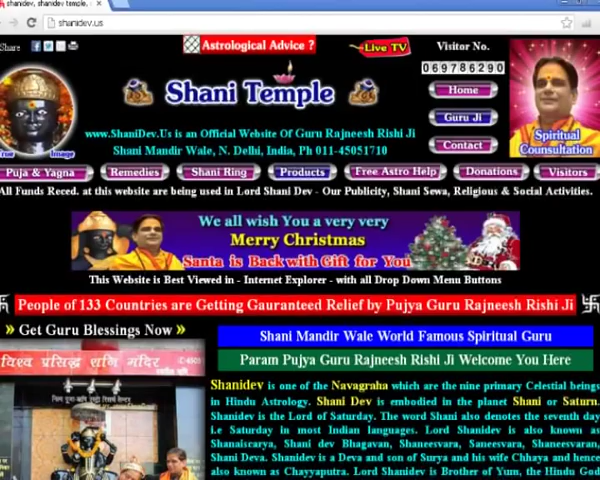 shanidev, shanidev temple,
shanidev.us
Share
Astrological Advice ?
Live TV
Visitor No.
069786290
Shani Temple
Home
Guru Ji
Contact
True Image
Spiritual
Counsultation
www.ShaniDev.Us is an Official Website Of Guru Rajneesh Rishi Ji
Shani Mandir Wale, N. Delhi, India, Ph 011-45051710
Puja & Yagna
Remedies
Shani Ring
Products
Free Astro Help
Donations
Visitors
All Funds Reced. at this website are being used in Lord Shani Dev - Our Publicity, Shani Sewa, Religious & Social Activities.
We all wish You a very very
Merry Christmas
Santa is Back with Gift for You
This Website is Best Viewed in - Internet Explorer - with all Drop Down Menu Buttons
People of 133 Countries are Getting Gauranteed Relief by Pujya Guru Rajneesh Rishi Ji
» Get Guru Blessings Now »
Shani Mandir Wale World Famous Spiritual Guru
Param Pujya Guru Rajneesh Rishi Ji Welcome You Here
विश्व प्रसिद्ध शनि मंदिर
Shanidev is one of the Navagraha which are the nine primary Celestial beings
in Hindu Astrology. Shani Dev is embodied in the planet Shani or Saturn.
Shanidev is the Lord of Saturday. The word Shani also denotes the seventh day
i.e Saturday in most Indian languages. Lord Shanidev is also known as
Shanaiscarya, Shani dev Bhagavan, Shaneesvara, Saneesvara, Shaneesvaran,
Shani Deva. Shanidev is a Deva and son of Surya and his wife Chhaya and hence
also known as Chayyaputra. Lord Shanidev is Brother of Yum, the Hindu God